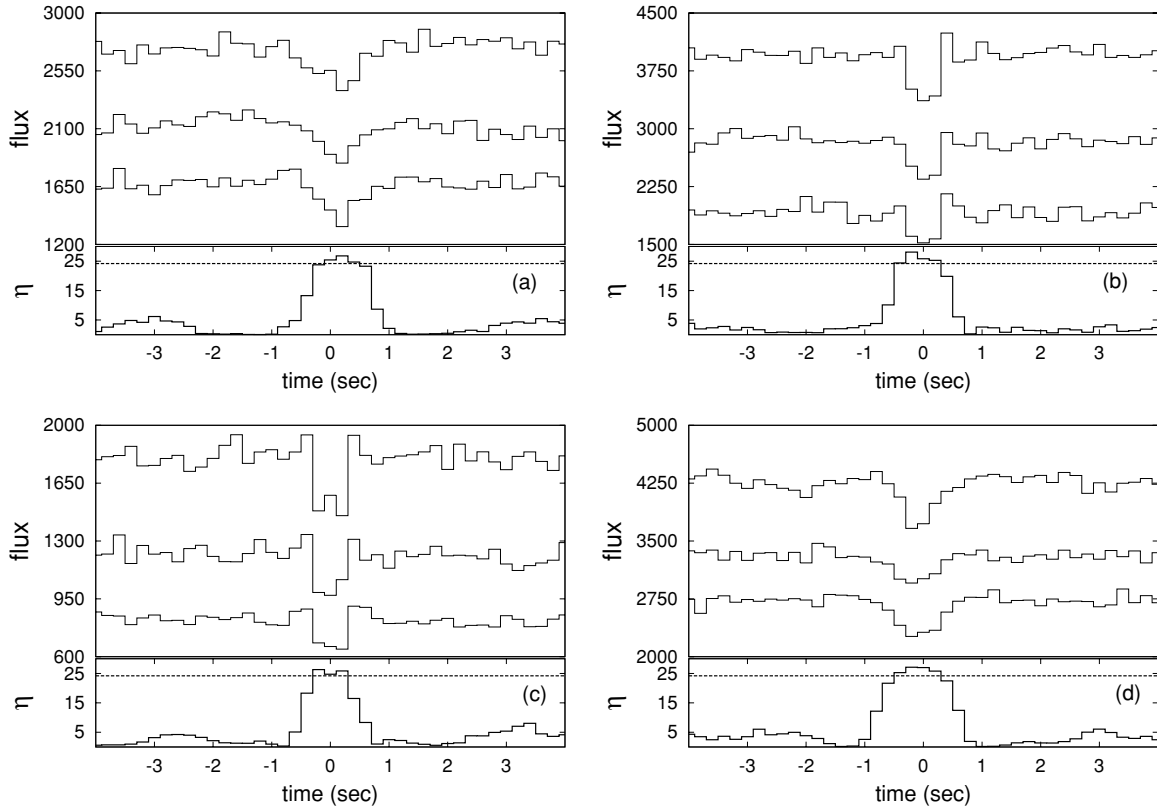 3000
2550
2100
1650
1200
flux
25
15
5
η
(a)
-3 -2 -1 0 1 2 3
time (sec)
4500
3750
3000
2250
1500
flux
25
15
5
η
(b)
-3 -2 -1 0 1 2 3
time (sec)
2000
1650
1300
950
600
flux
25
15
5
η
(c)
-3 -2 -1 0 1 2 3
time (sec)
5000
4250
3500
2750
2000
flux
25
15
5
η
(d)
-3 -2 -1 0 1 2 3
time (sec)